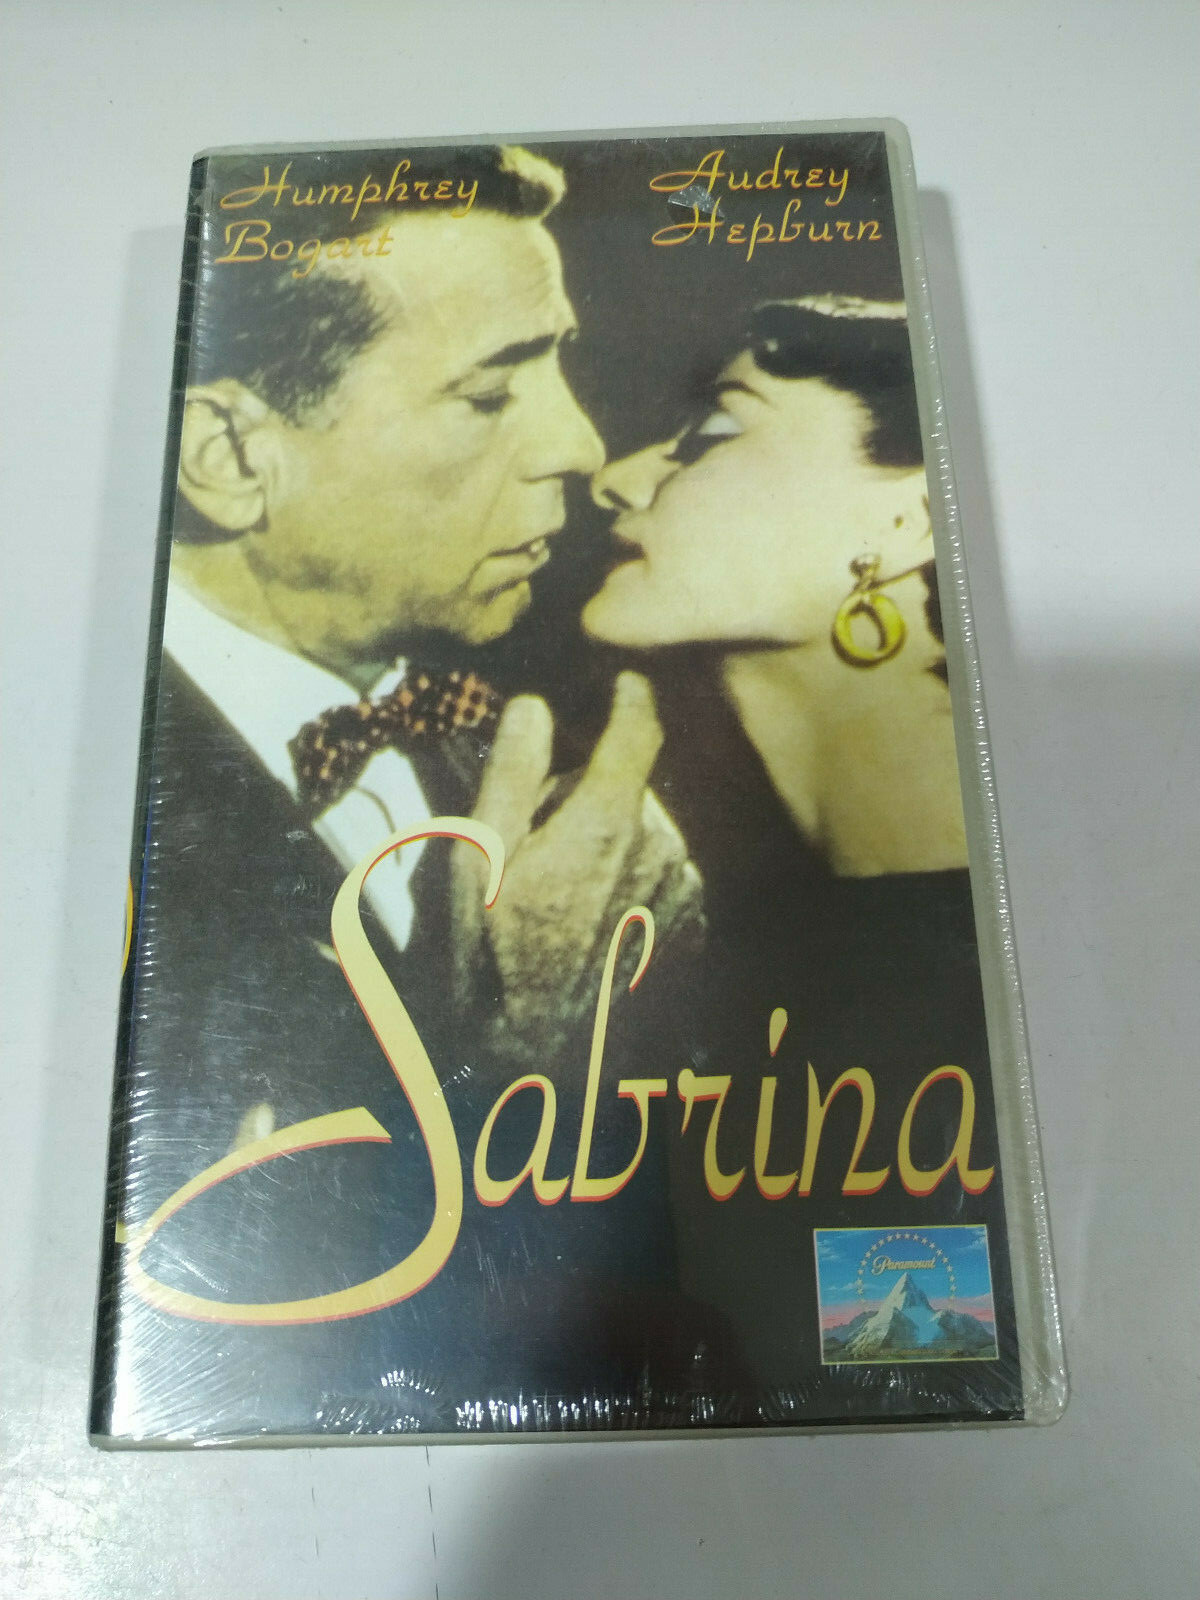 Humphrey
Bogart
Audrey
Hepburn
Sabrina
Paramount